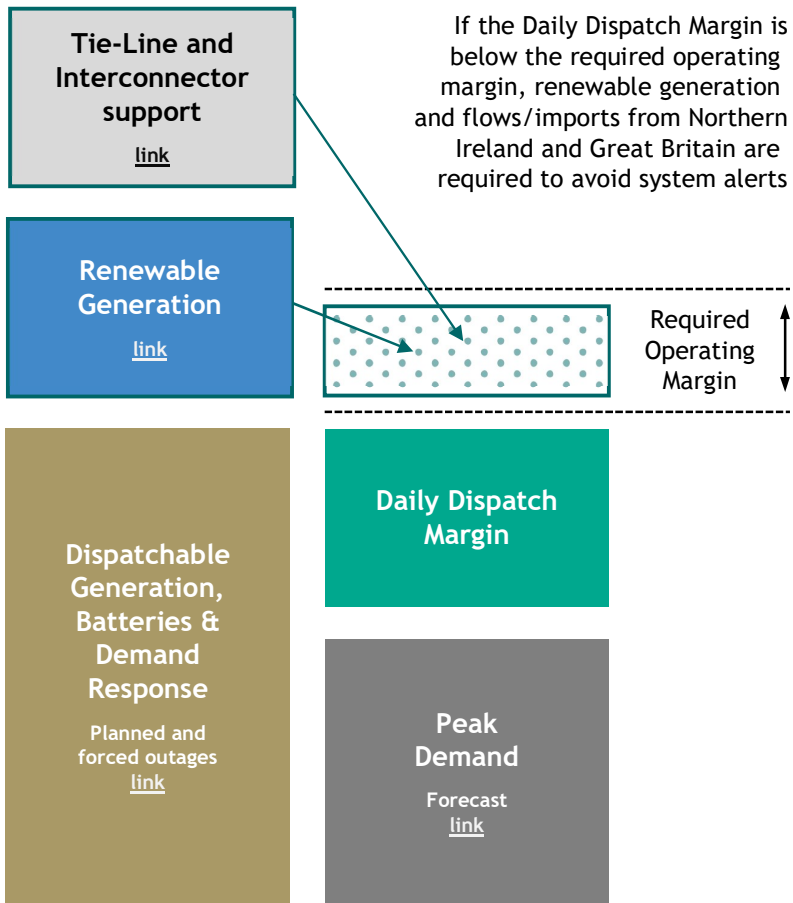 Tie-Line and
Interconnector
support
link
If the Daily Dispatch Margin is
below the required operating
margin, renewable generation
and flows/imports from Northern
Ireland and Great Britain are
required to avoid system alerts
Renewable
Generation
link
Required
Operating
Margin
Daily Dispatch
Margin
Dispatchable
Generation,
Batteries &
Demand
Response
Planned and
forced outages
link
Peak
Demand
Forecast
link